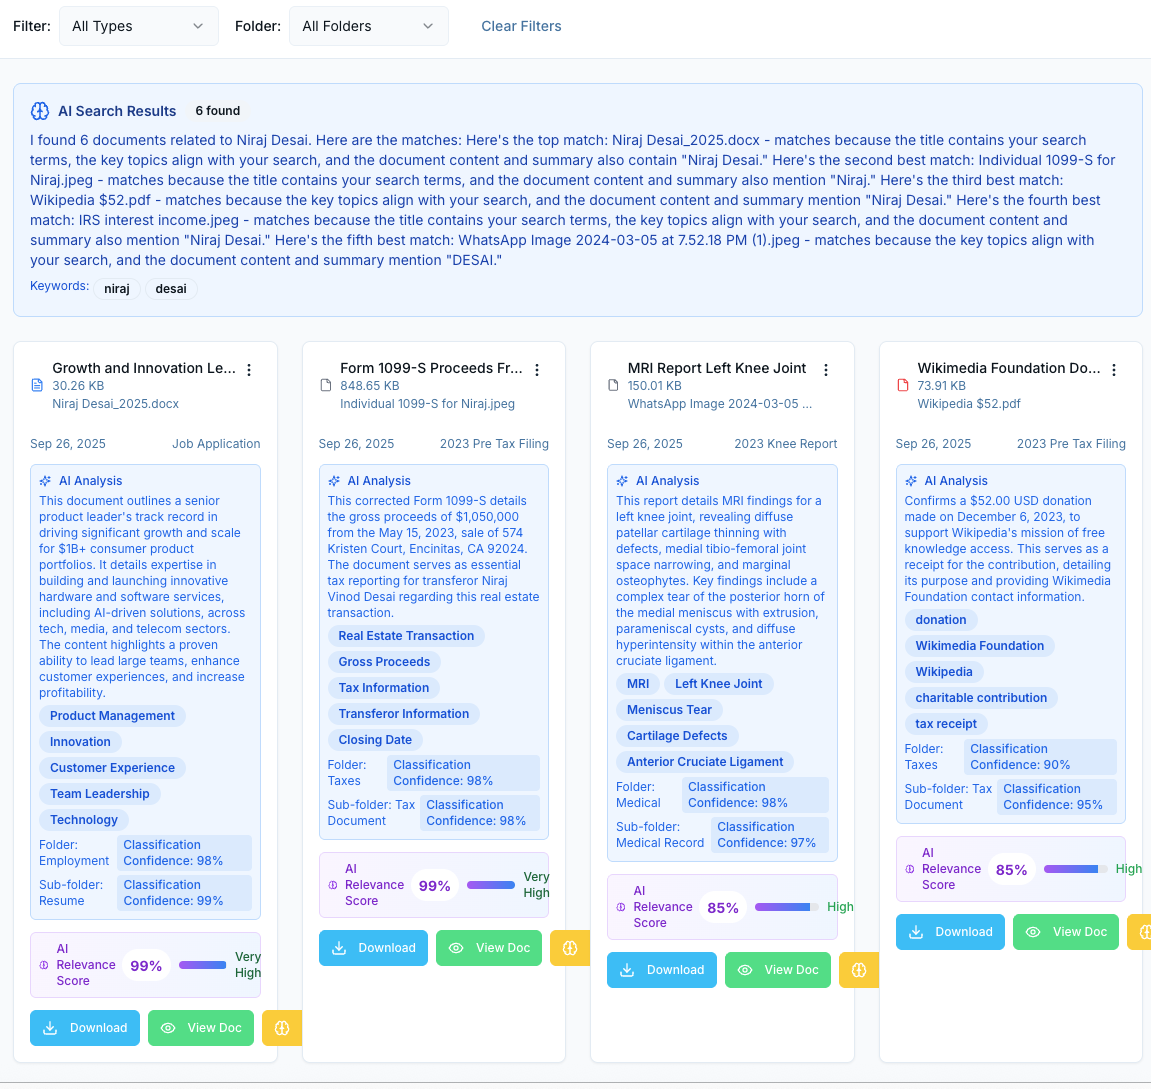 Filter: All Types Folder: All Folders Clear Filters
AI Search Results 6 found
I found 6 documents related to Niraj Desai. Here are the matches: Here's the top match: Niraj Desai_2025.docx - matches because the title contains your search
terms, the key topics align with your search, and the document content and summary also contain "Niraj Desai." Here's the second best match: Individual 1099-S for
Niraj.jpeg - matches because the title contains your search terms, and the document content and summary also mention "Niraj." Here's the third best match:
Wikipedia $52.pdf - matches because the key topics align with your search, and the document content and summary mention "Niraj Desai." Here's the fourth best
match: IRS interest income.jpeg - matches because the title contains your search terms, the key topics align with your search, and the document content and
summary also mention "Niraj Desai." Here's the fifth best match: WhatsApp Image 2024-03-05 at 7.52.18 PM (1).jpeg - matches because the key topics align with
your search, and the document content and summary mention "DESAI."
Keywords: niraj desai
Growth and Innovation Le...
30.26 KB
Niraj Desai_2025.docx
Sep 26, 2025 Job Application
AI Analysis
This document outlines a senior
product leader's track record in
driving significant growth and scale
for $1B+ consumer product
portfolios. It details expertise in
building and launching innovative
hardware and software services,
including AI-driven solutions, across
tech, media, and telecom sectors.
The content highlights a proven
ability to lead large teams, enhance
customer experiences, and increase
profitability.
Product Management
Innovation
Customer Experience
Team Leadership
Technology
Folder:
Employment
Classification
Confidence: 98%
Sub-folder:
Resume
Classification
Confidence: 99%
AI
Relevance
Score
99%
Very
High
Download View Doc
Form 1099-S Proceeds Fr...
848.65 KB
Individual 1099-S for Niraj.jpeg
Sep 26, 2025 2023 Pre Tax Filing
AI Analysis
This corrected Form 1099-S details
the gross proceeds of $1,050,000
from the May 15, 2023, sale of 574
Kristen Court, Encinitas, CA 92024.
The document serves as essential
tax reporting for transferor Niraj
Vinod Desai regarding this real estate
transaction.
Real Estate Transaction
Gross Proceeds
Tax Information
Transferor Information
Closing Date
Folder:
Taxes
Classification
Confidence: 98%
Sub-folder: Tax
Document
Classification
Confidence: 98%
AI
Relevance
Score
99%
Very
High
Download View Doc
MRI Report Left Knee Joint
150.01 KB
WhatsApp Image 2024-03-05 ...
Sep 26, 2025 2023 Knee Report
AI Analysis
This report details MRI findings for a
left knee joint, revealing diffuse
patellar cartilage thinning with
defects, medial tibio-femoral joint
space narrowing, and marginal
osteophytes. Key findings include a
complex tear of the posterior horn of
the medial meniscus with extrusion,
parameniscal cysts, and diffuse
hyperintensity within the anterior
cruciate ligament.
MRI Left Knee Joint
Meniscus Tear
Cartilage Defects
Anterior Cruciate Ligament
Folder:
Medical
Classification
Confidence: 98%
Sub-folder:
Medical Record
Classification
Confidence: 97%
AI
Relevance
Score
85%
High
Download View Doc
Wikimedia Foundation Do...
73.91 KB
Wikipedia $52.pdf
Sep 26, 2025 2023 Pre Tax Filing
AI Analysis
Confirms a $52.00 USD donation
made on December 6, 2023, to
support Wikipedia's mission of free
knowledge access. This serves as a
receipt for the contribution, detailing
its purpose and providing Wikimedia
Foundation contact information.
donation
Wikimedia Foundation
Wikipedia
charitable contribution
tax receipt
Folder:
Taxes
Classification
Confidence: 90%
Sub-folder: Tax
Document
Classification
Confidence: 95%
AI
Relevance
Score
85%
High
Download View Doc